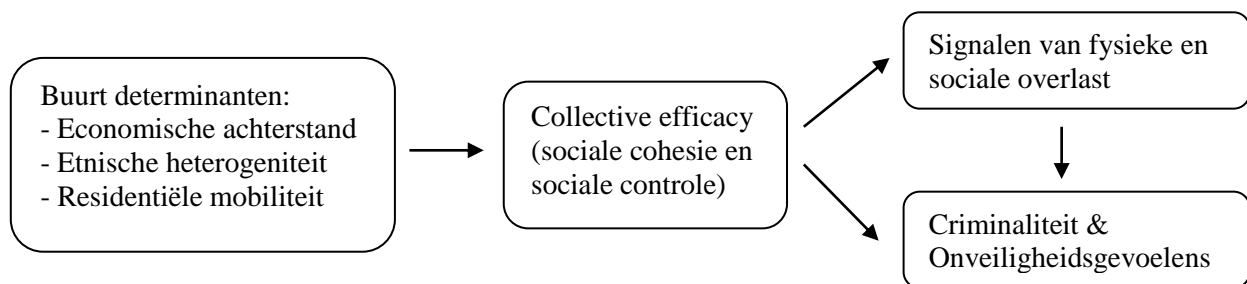 Buurt determinanten:
- Economische achterstand
- Etnische heterogeniteit
- Residentiële mobiliteit
Collective efficacy
(sociale cohesie en
sociale controle)
Signalen van fysieke en
sociale overlast
Criminaliteit &
Onveiligheidsgevoelens